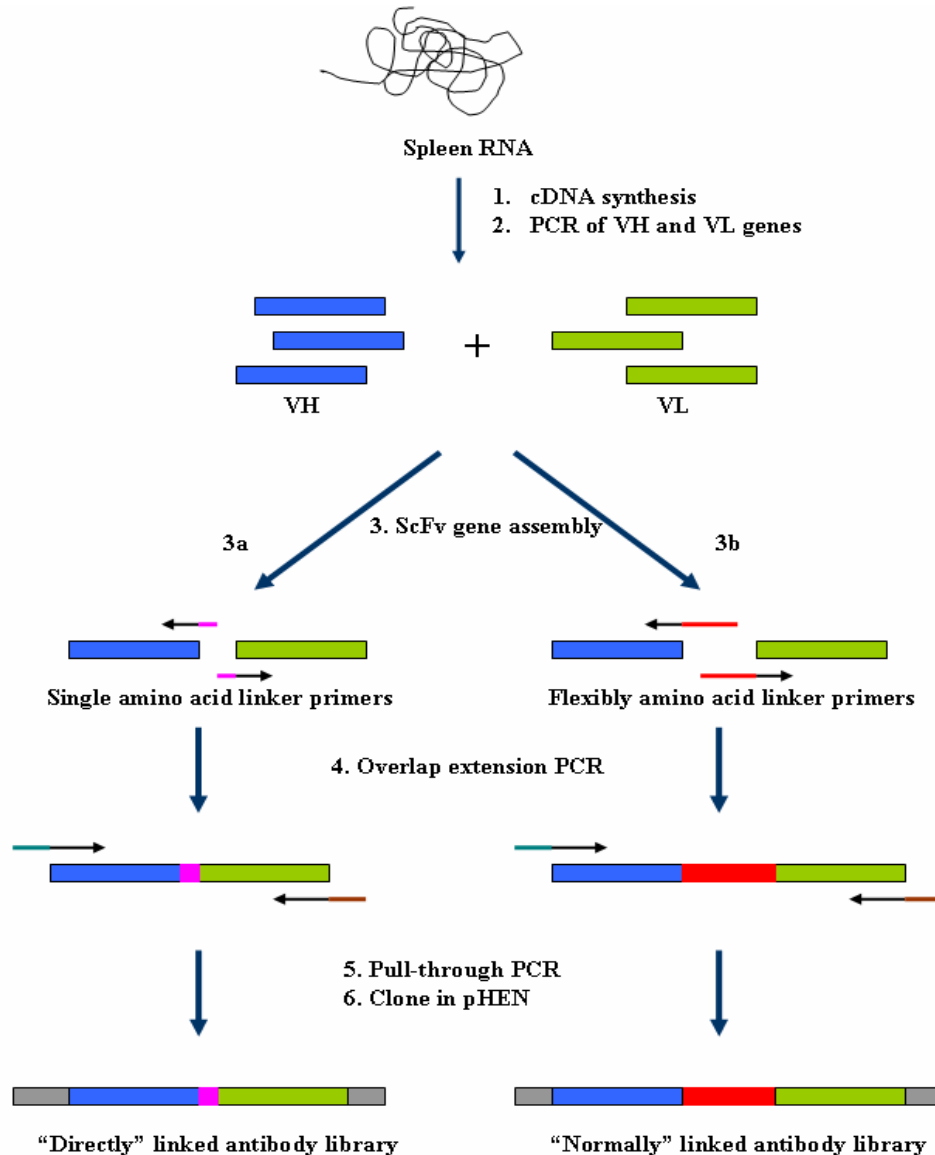 Spleen RNA
1. cDNA synthesis
2. PCR of VH and VL genes
+
VH
VL
3. ScFv gene assembly
3a
3b
Single amino acid linker primers
Flexibly amino acid linker primers
4. Overlap extension PCR
5. Pull-through PCR
6. Clone in pHEN
“Directly” linked antibody library
“Normally” linked antibody library